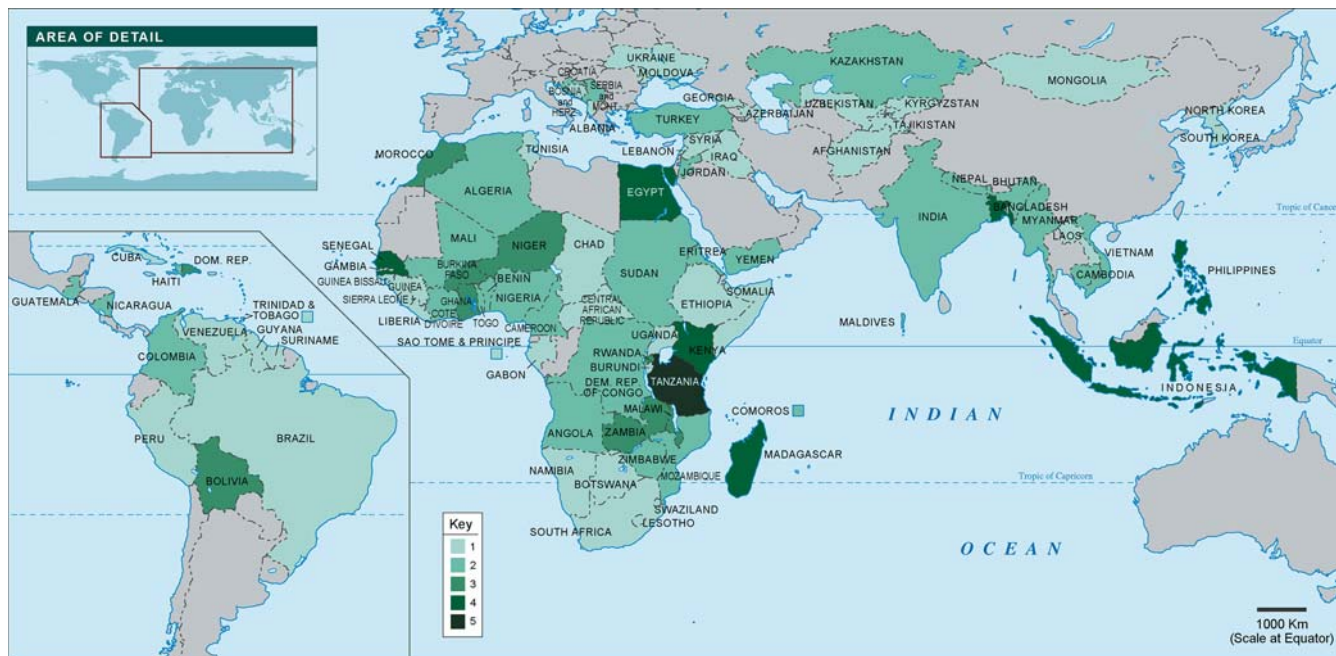 AREA OF DETAIL
UKRAINE
MOLDOVA
CROATIA
BOSNIA
and
HERZ
SERBIA
and
MONT.
ALBANIA
KAZAKHSTAN
MONGOLIA
GEORGIA
AZERBAIJAN
UZBEKISTAN
KYRGYZSTAN
TAJIKISTAN
TURKEY
NORTH KOREA
SOUTH KOREA
MOROCCO
TUNISIA
LEBANON
SYRIA
IRAQ
JORDAN
AFGHANISTAN
ALGERIA
EGYPT
NEPAL
BHUTAN
BANGLADESH
INDIA
MYANMAR
LAOS
Tropic of Cancer
VIETNAM
CAMBODIA
PHILIPPINES
SENEGAL
GAMBIA
GUINEA BISSAU
GUINEA
SIERRA LEONE
LIBERIA
MALI
BURKINA
FASO
NIGER
CHAD
SUDAN
ERITREA
YEMEN
BENIN
GHANA
COTE
D'IVOIRE
TOGO
NIGERIA
CAMEROON
CENTRAL
AFRICAN
REPUBLIC
ETHIOPIA
SOMALIA
MALDIVES
CUBA
DOM. REP.
HAITI
GUATEMALA
NICARAGUA
TRINIDAD &
TOBAGO
VENEZUELA
GUYANA
SURINAME
COLOMBIA
SAO TOME & PRINCIPE
GABON
UGANDA
KENYA
RWANDA
BURUNDI
DEM. REP.
OF CONGO
TANZANIA
Equator
INDONESIA
PERU
BRAZIL
BOLIVIA
MALAWI
COMOROS
ANGOLA
ZAMBIA
ZIMBABWE
MOZAMBIQUE
MADAGASCAR
NAMIBIA
BOTSWANA
SWAZILAND
LESOTHO
SOUTH AFRICA
INDIAN
Tropic of Capricorn
OCEAN
Key
1
2
3
4
5
1000 Km
(Scale at Equator)